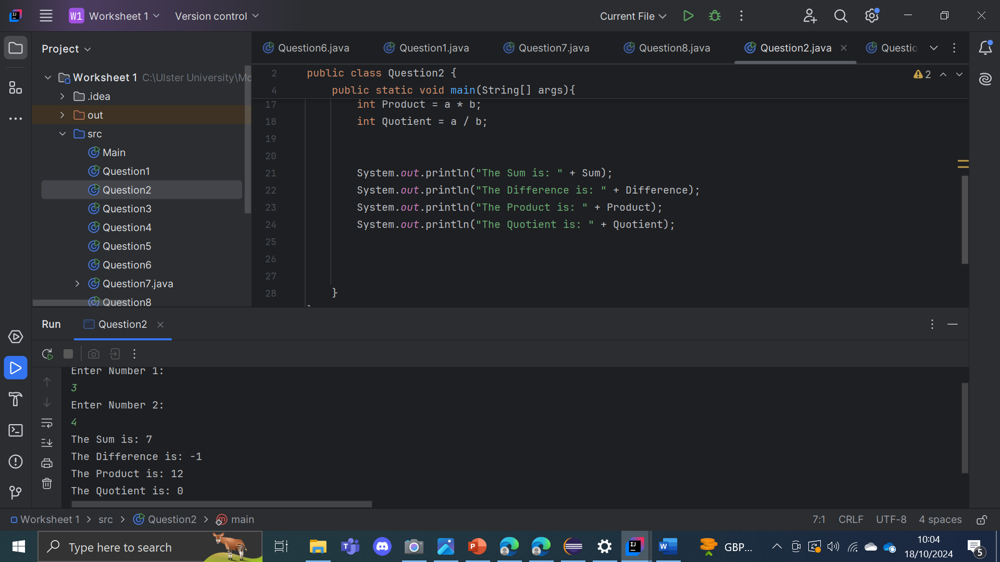 W1 Worksheet 1 Version control Current File
Project
Question6.java Question1.java Question7.java Question8.java Question2.java Questio
Worksheet 1 C:\Ulster University\Mo
.idea
out
src
Main
Question1
Question2
Question3
Question4
Question5
Question6
Question7.java
Question8
2 public class Question2 {
2
4 public static void main(String[] args){
17 int Product = a * b;
18 int Quotient = a / b;
19
20
21 System.out.println("The Sum is: " + Sum);
22 System.out.println("The Difference is: " + Difference);
23 System.out.println("The Product is: " + Product);
24 System.out.println("The Quotient is: " + Quotient);
25
26
27
28 }
Run Question2
Enter Number 1:
3
Enter Number 2:
4
The Sum is: 7
The Difference is: -1
The Product is: 12
The Quotient is: 0
Worksheet 1 > src > Question2 > main 7:1 CRLF UTF-8 4 spaces
Type here to search
GBP...
10:04
18/10/2024
5